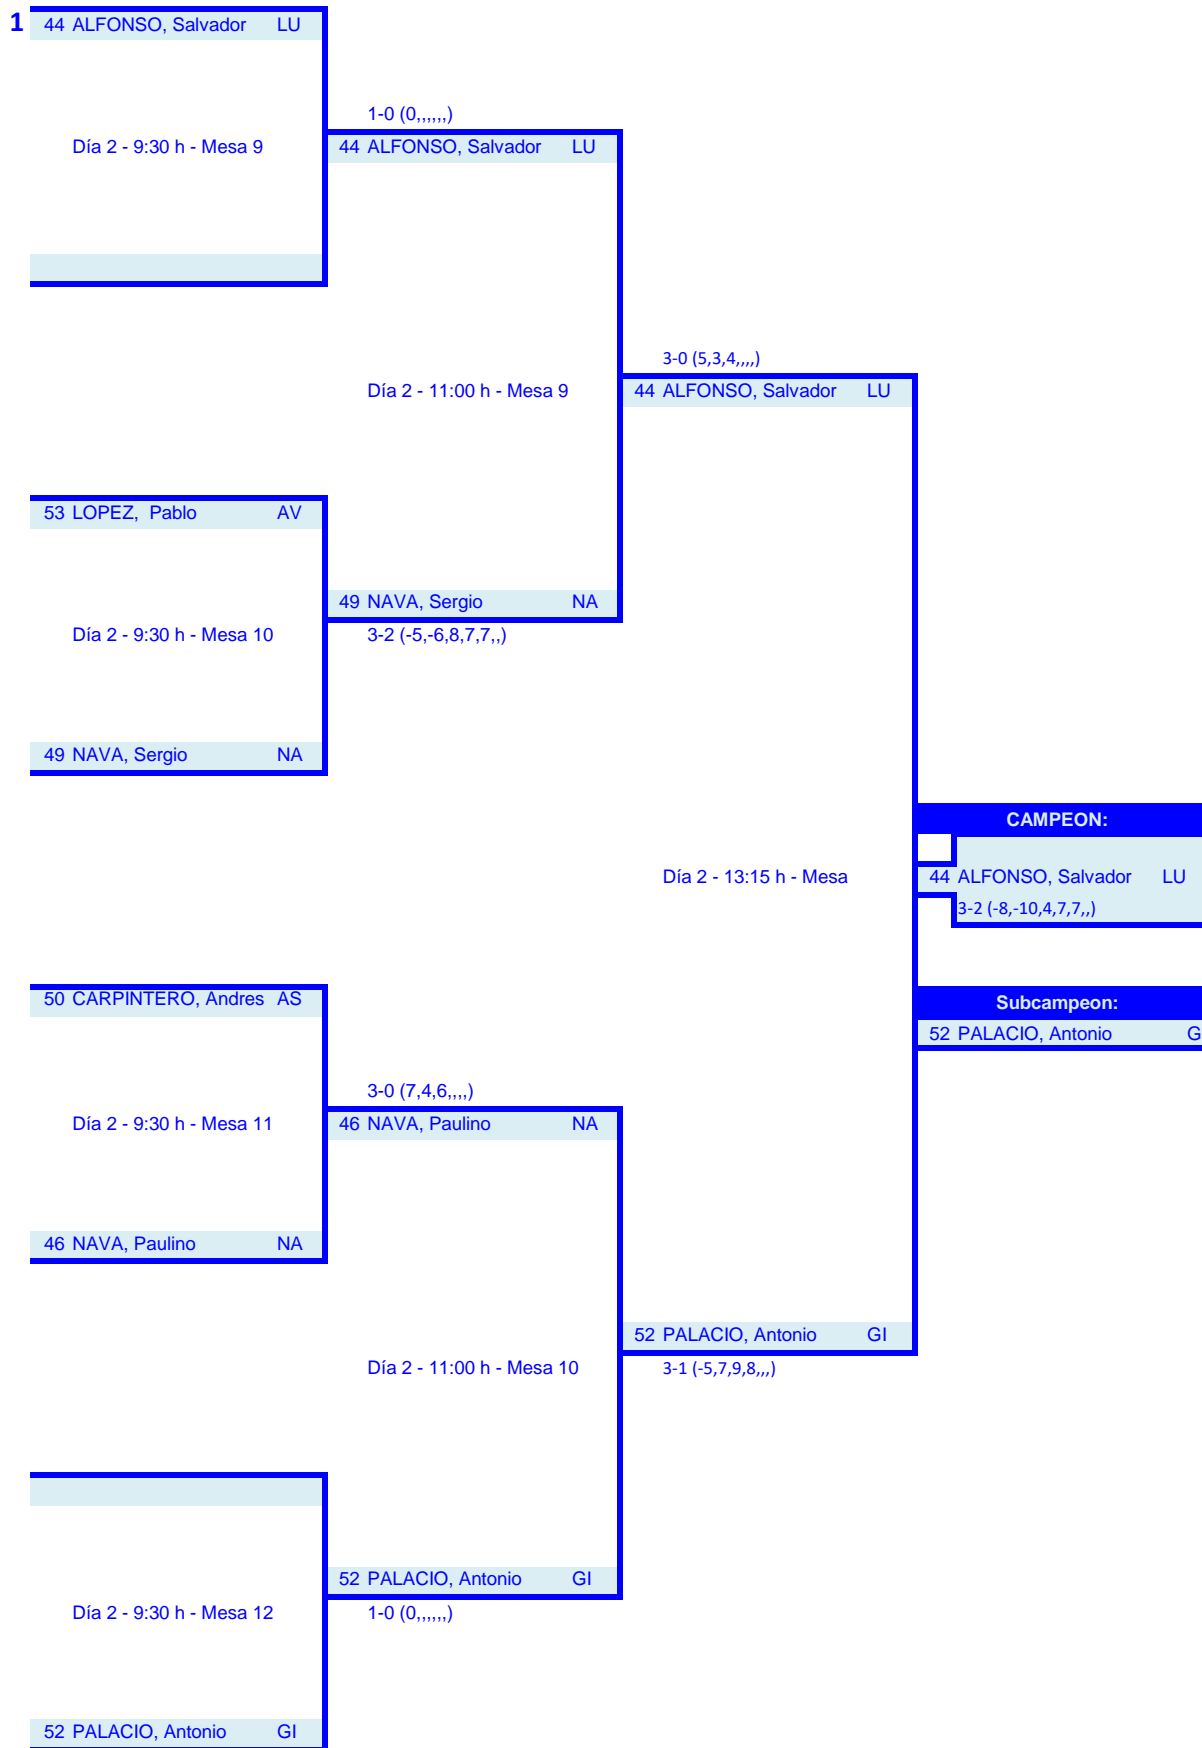 1 44 ALFONSO, Salvador LU
1-0 (0,,,,,,)
Día 2 - 9:30 h - Mesa 9
44 ALFONSO, Salvador LU
3-0 (5,3,4,,,,)
Día 2 - 11:00 h - Mesa 9
44 ALFONSO, Salvador LU
53 LOPEZ, Pablo AV
49 NAVA, Sergio NA
Día 2 - 9:30 h - Mesa 10
3-2 (-5,-6,8,7,7,,)
49 NAVA, Sergio NA
CAMPEON:
Día 2 - 13:15 h - Mesa
44 ALFONSO, Salvador LU
3-2 (-8,-10,4,7,7,,)
50 CARPINTERO, Andres AS
Subcampeon:
52 PALACIO, Antonio G
3-0 (7,4,6,,,,)
Día 2 - 9:30 h - Mesa 11
46 NAVA, Paulino NA
46 NAVA, Paulino NA
52 PALACIO, Antonio GI
Día 2 - 11:00 h - Mesa 10
3-1 (-5,7,9,8,,,)
52 PALACIO, Antonio GI
Día 2 - 9:30 h - Mesa 12
1-0 (0,,,,,,)
52 PALACIO, Antonio GI